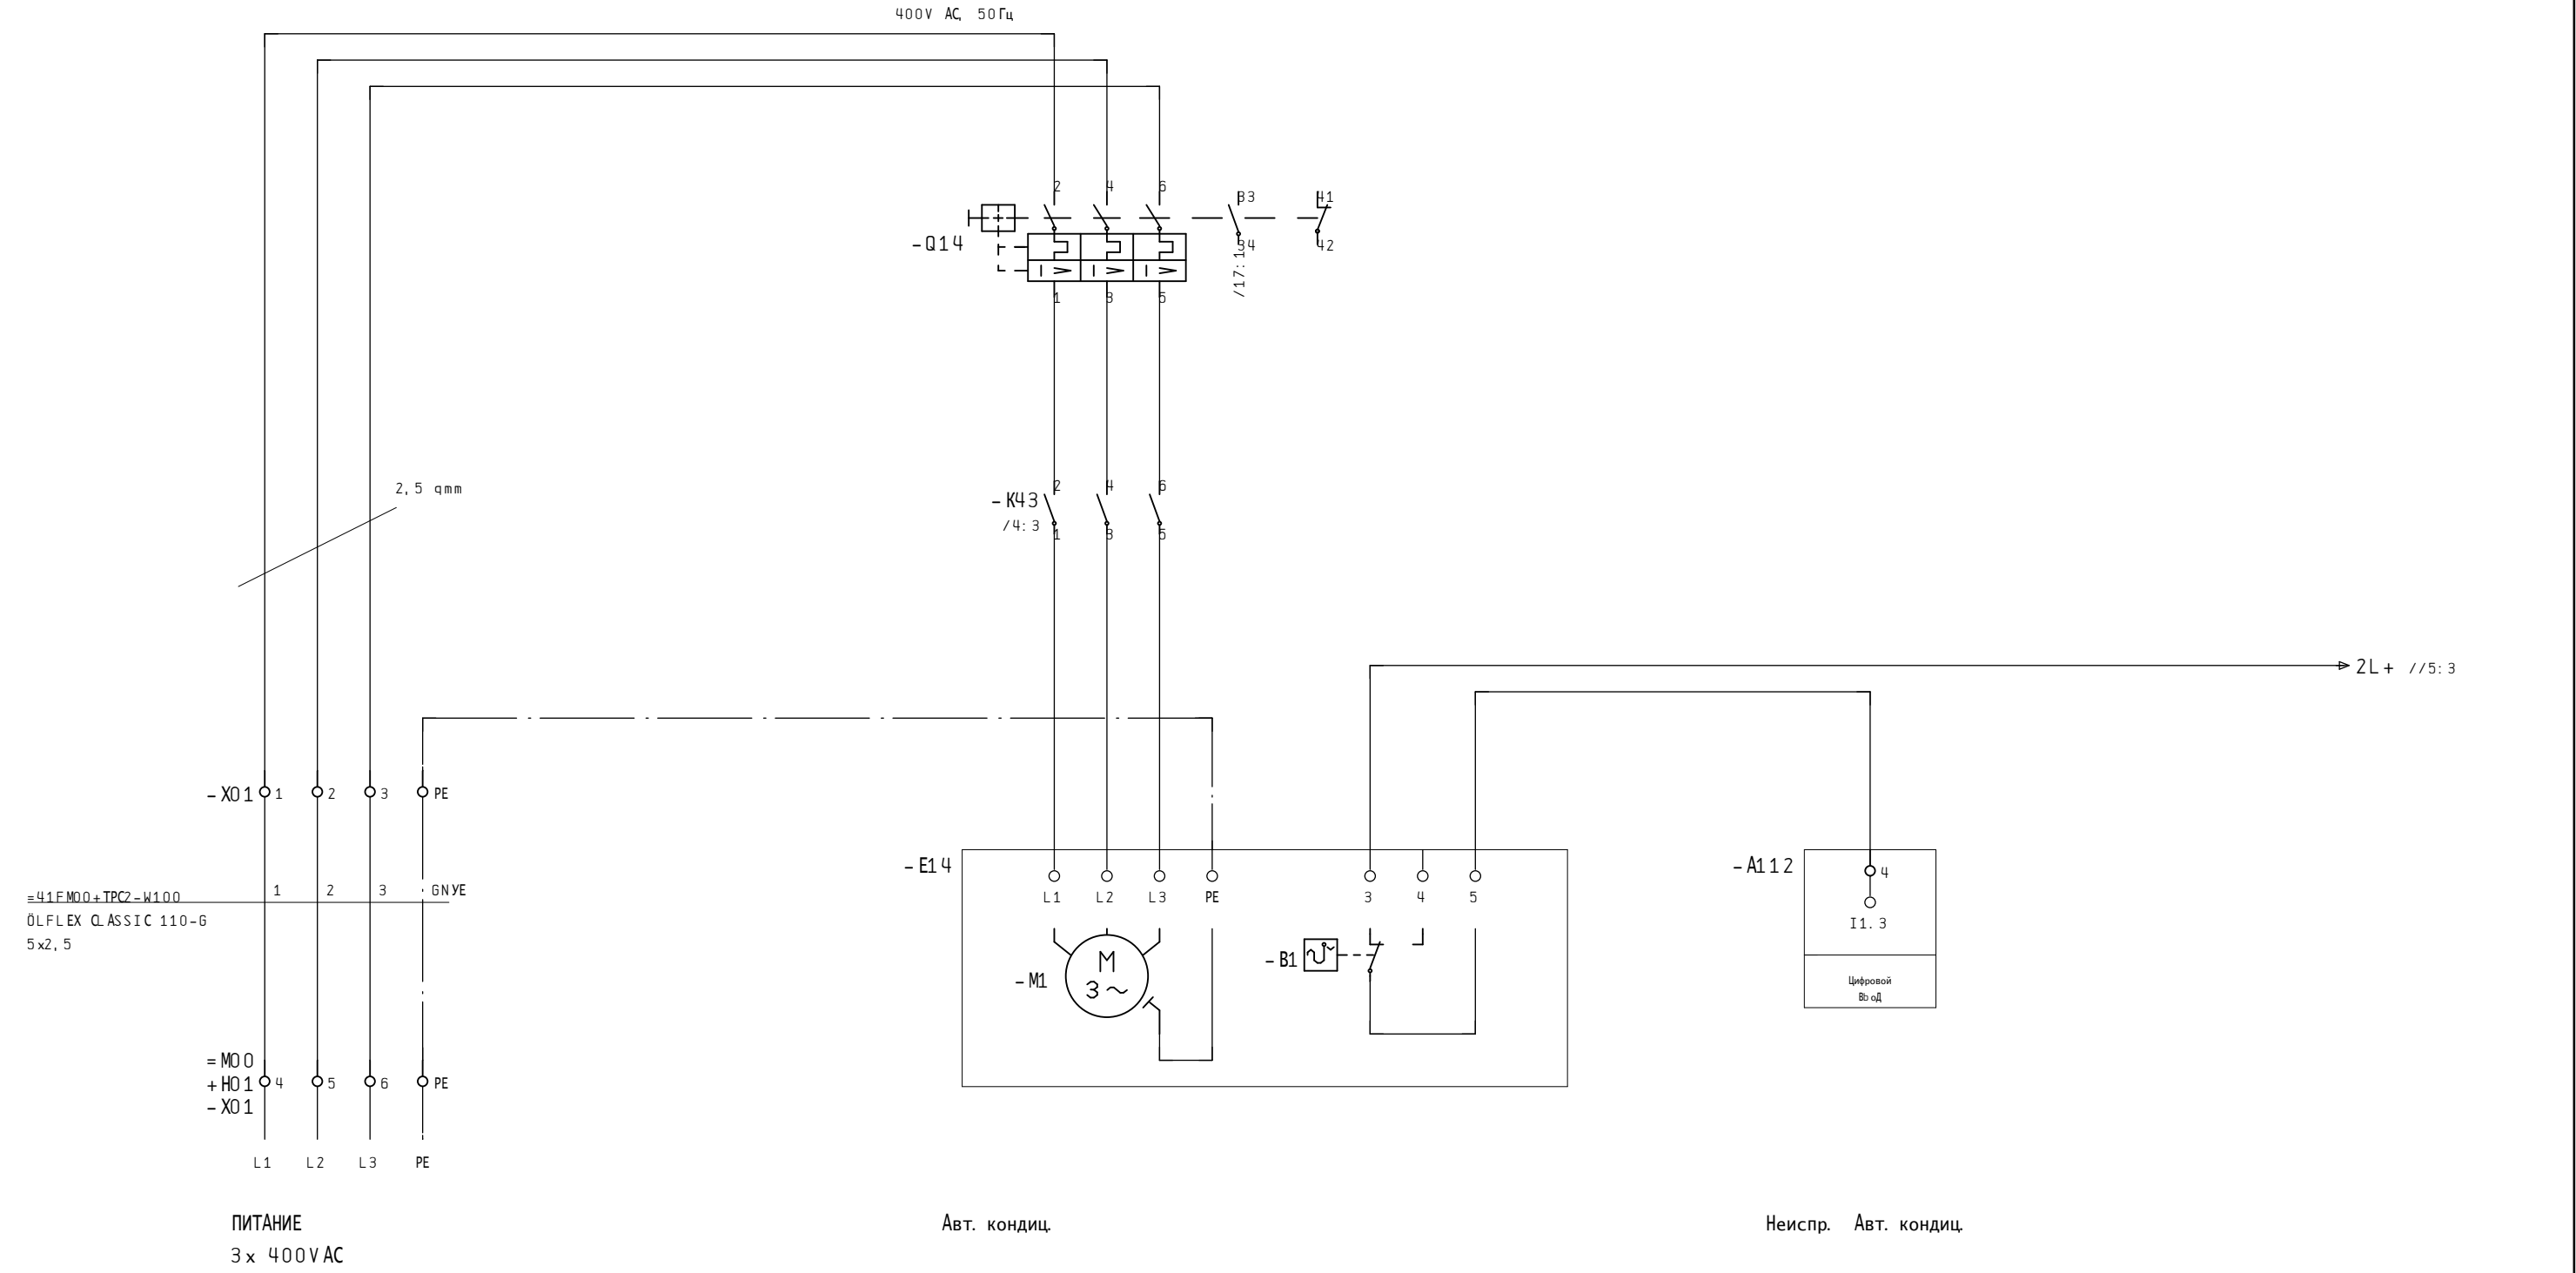 400V AC, 50Гц
2 4 6 33 41
-Q14
34 42
/17:13
1 3 5
2,5 qmm
2 4 6
-K43
/4:3
1 3 5
2L+ //5:3
-X01 1 2 3 PE
-E14
-A112
4
=41FM00+TPC2-W100 1 2 3 GNYE
L1 L2 L3 PE 3 4 5
ÖLFLEX CLASSIC 110-G
I1.3
5x2,5
-B1
M
3~
-M1
Цифровой
ВьоД
=M00
+H01 4 5 6 PE
-X01
L1 L2 L3 PE
ПИТАНИЕ
3x 400VAC
Авт. кондиц.
Неиспр. Авт. кондиц.